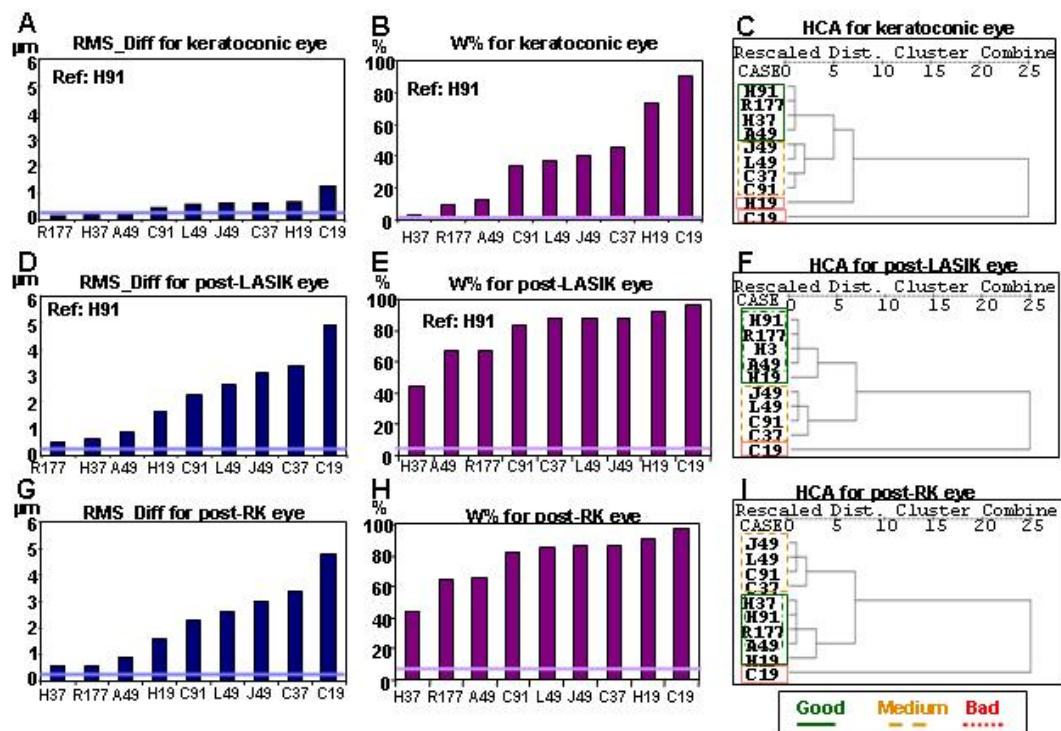 A
µm
RMS_Diff for keratoconic eye
6
5
4
3
2
1
0
Ref: H91
R177 H37 A49 C91 L49 J49 C37 H19 C19
B
%
W% for keratoconic eye
100
80
60
40
20
0
Ref: H91
H37 R177 A49 C91 L49 J49 C37 H19 C19
C
HCA for keratoconic eye
Rescaled Dist. Cluster Combine
CASE 0 5 10 15 20 25
H91
R177
H37
A49
J49
L49
C37
C91
H19
C19
D
µm
RMS_Diff for post-LASIK eye
6
5
4
3
2
1
0
Ref: H91
R177 H37 A49 H19 C91 L49 J49 C37 C19
E
%
W% for post-LASIK eye
100
80
60
40
20
0
Ref: H91
H37 A49 R177 C91 C37 L49 J49 H19 C19
F
HCA for post-LASIK eye
Rescaled Dist. Cluster Combine
CASE 0 5 10 15 20 25
H91
R177
H3
A49
H19
J49
L49
C91
C37
C19
G
µm
RMS_Diff for post-RK eye
6
5
4
3
2
1
0
H37 R177 A49 H19 C91 L49 J49 C37 C19
H
%
W% for post-RK eye
100
80
60
40
20
0
H37 R177 A49 C91 L49 J49 C37 H19 C19
I
HCA for post-RK eye
Rescaled Dist. Cluster Combine
CASE 0 5 10 15 20 25
J49
L49
C91
C37
H37
H91
R177
A49
H19
C19
Good Medium Bad